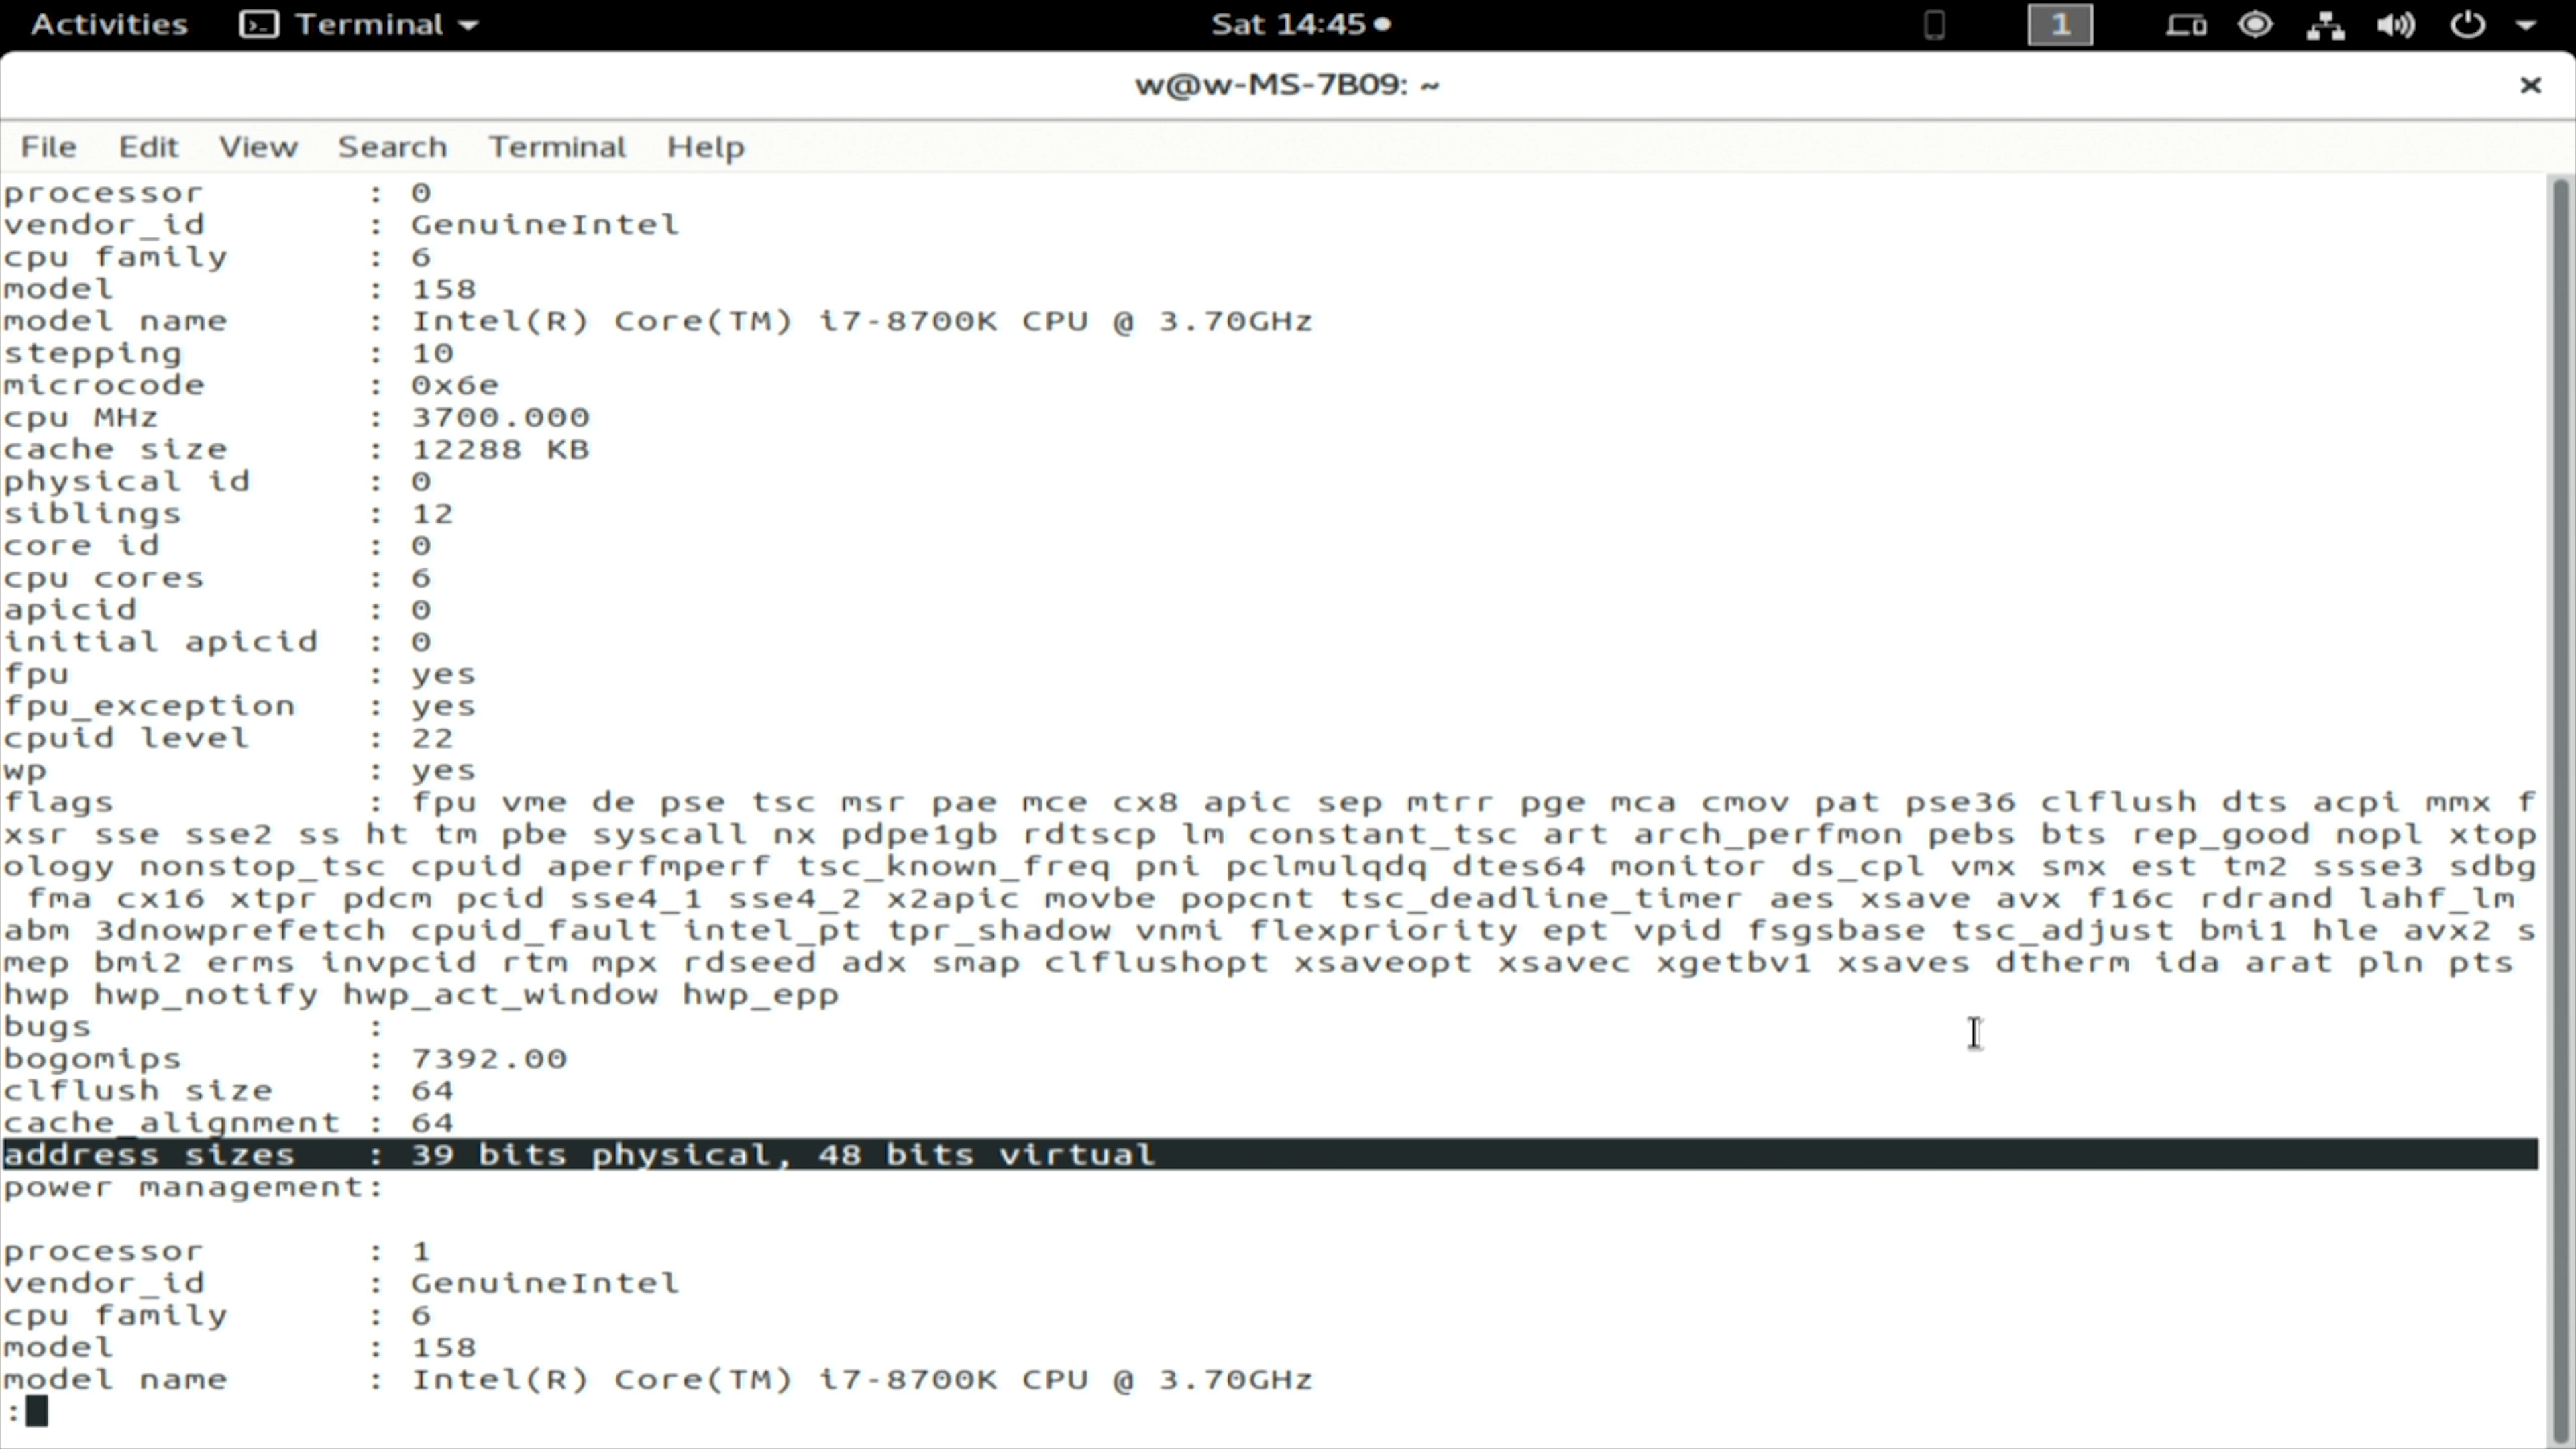 Activities Terminal Sat 14:45 1
w@w-MS-7B09: ~
File Edit View Search Terminal Help
processor : 0
vendor_id : GenuineIntel
cpu family : 6
model : 158
model name : Intel(R) Core(TM) i7-8700K CPU @ 3.70GHz
stepping : 10
microcode : 0x6e
cpu MHz : 3700.000
cache size : 12288 KB
physical id : 0
siblings : 12
core id : 0
cpu cores : 6
apicid : 0
initial apicid : 0
fpu : yes
fpu_exception : yes
cpuid level : 22
wp : yes
flags : fpu vme de pse tsc msr pae mce cx8 apic sep mtrr pge mca cmov pat pse36 clflush dts acpi mmx f
xsr sse sse2 ss ht tm pbe syscall nx pdpe1gb rdtscp lm constant_tsc art arch_perfmon pebs bts rep_good nopl xtop
ology nonstop_tsc cpuid aperfmperf tsc_known_freq pni pclmulqdq dtes64 monitor ds_cpl vmx smx est tm2 ssse3 sdbg
fma cx16 xtpr pdcm pcid sse4_1 sse4_2 x2apic movbe popcnt tsc_deadline_timer aes xsave avx f16c rdrand lahf_lm
abm 3dnowprefetch cpuid_fault intel_pt tpr_shadow vnmi flexpriority ept vpid fsgsbase tsc_adjust bmi1 hle avx2 s
mep bmi2 erms invpcid rtm mpx rdseed adx smap clflushopt xsaveopt xsavec xgetbv1 xsaves dtherm ida arat pln pts
hwp hwp_notify hwp_act_window hwp_epp
bugs :
bogomips : 7392.00
clflush size : 64
cache_alignment : 64
address sizes : 39 bits physical, 48 bits virtual
power management:
processor : 1
vendor_id : GenuineIntel
cpu family : 6
model : 158
model name : Intel(R) Core(TM) i7-8700K CPU @ 3.70GHz
: